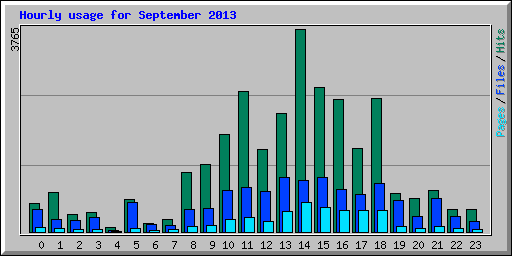 Hourly usage for September 2013
3765
Pages/Files/Hits
0 1 2 3 4 5 6 7 8 9 10 11 12 13 14 15 16 17 18 19 20 21 22 23